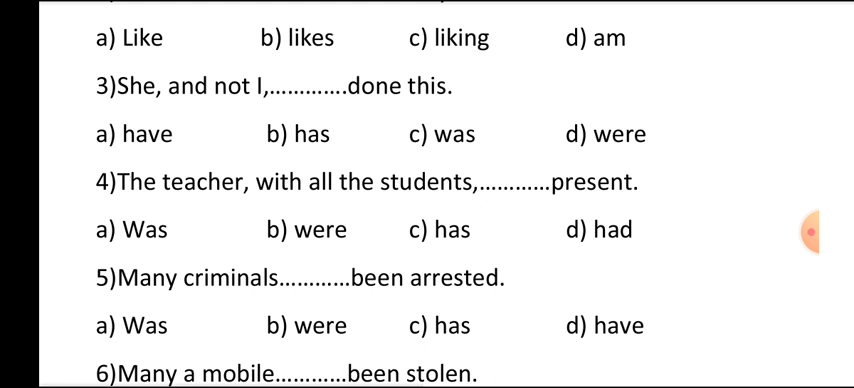 a) Like b) likes c) liking d) am
3)She, and not I,.............done this.
a) have b) has c) was d) were
4)The teacher, with all the students,............present.
a) Was b) were c) has d) had
5)Many criminals............been arrested.
a) Was b) were c) has d) have
6)Many a mobile............been stolen.